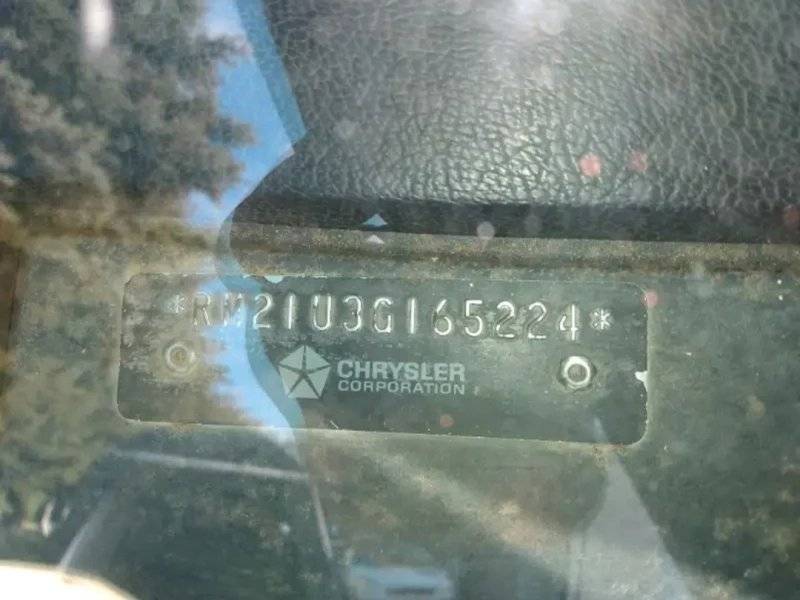 *RM21U3G165224*
CHRYSLER
CORPORATION